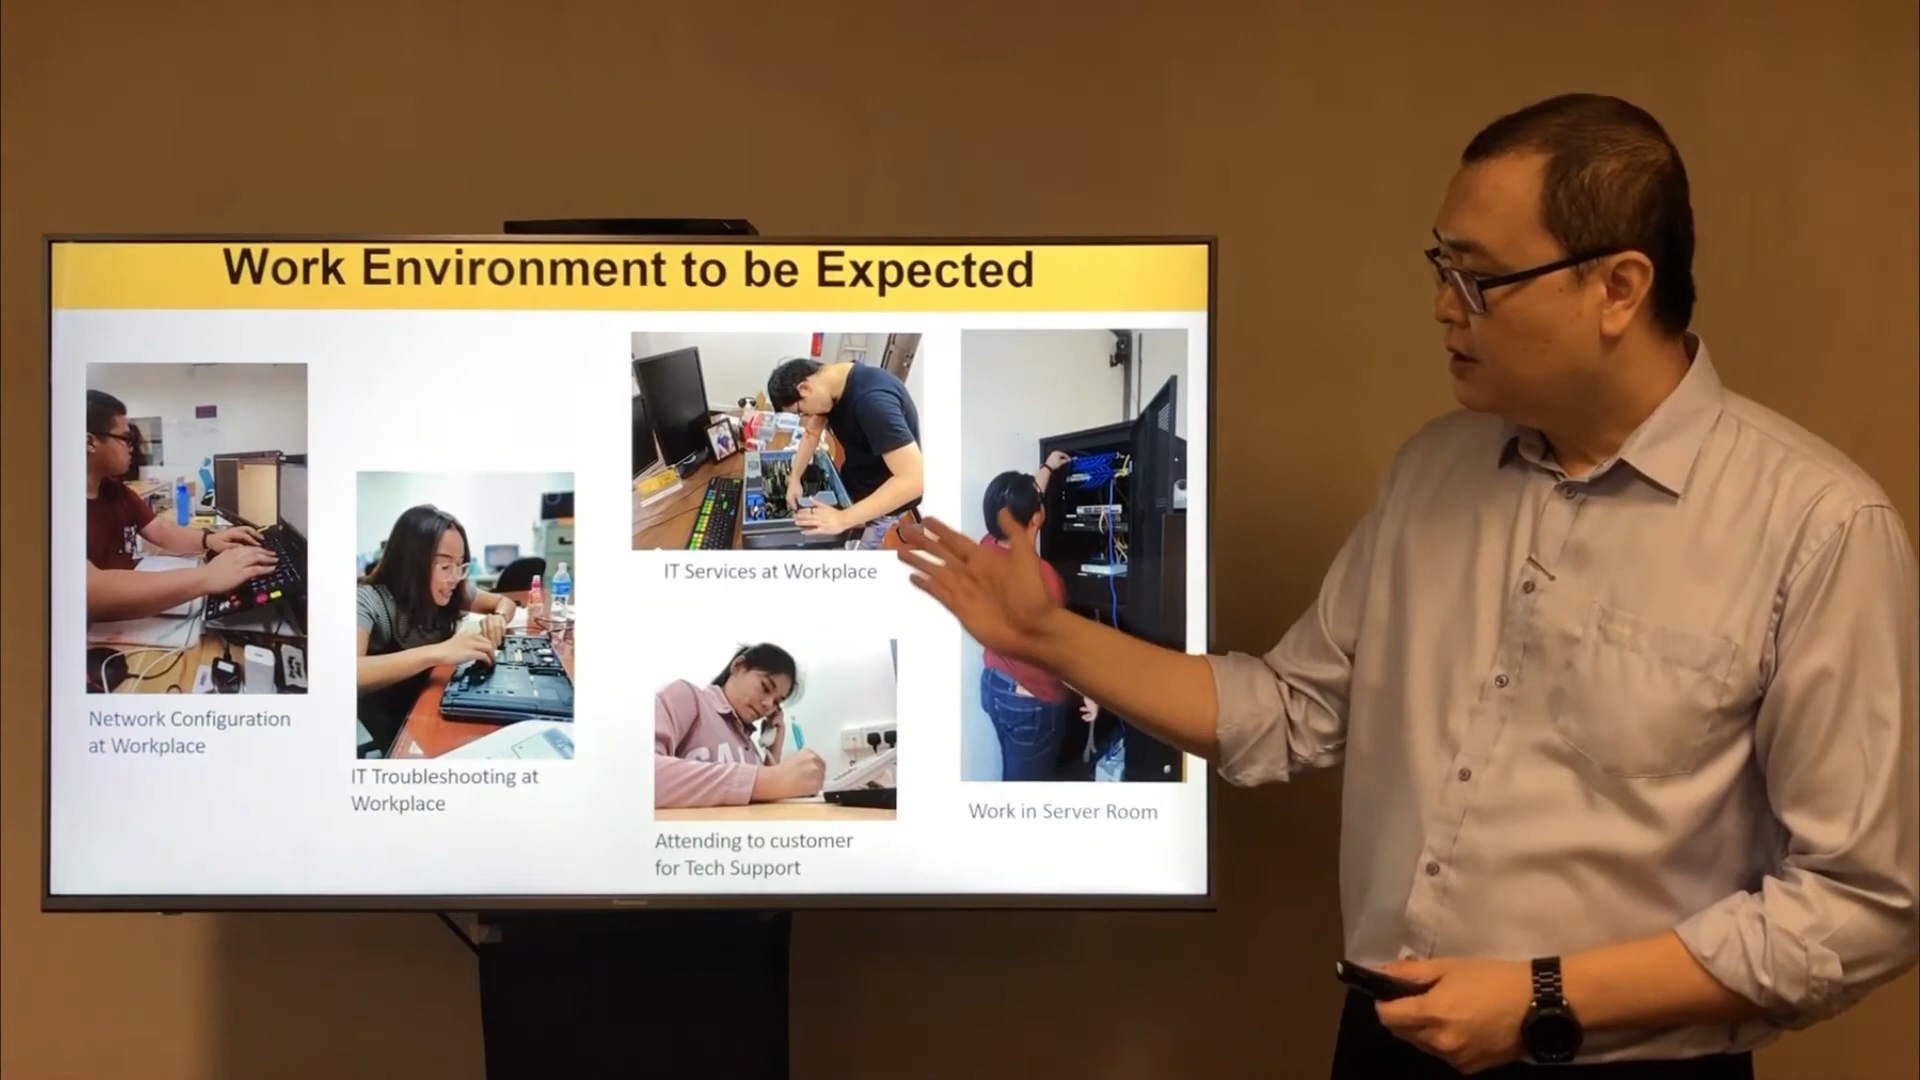 Work Environment to be Expected
Network Configuration
at Workplace
IT Troubleshooting at
Workplace
IT Services at Workplace
Attending to customer
for Tech Support
Work in Server Room